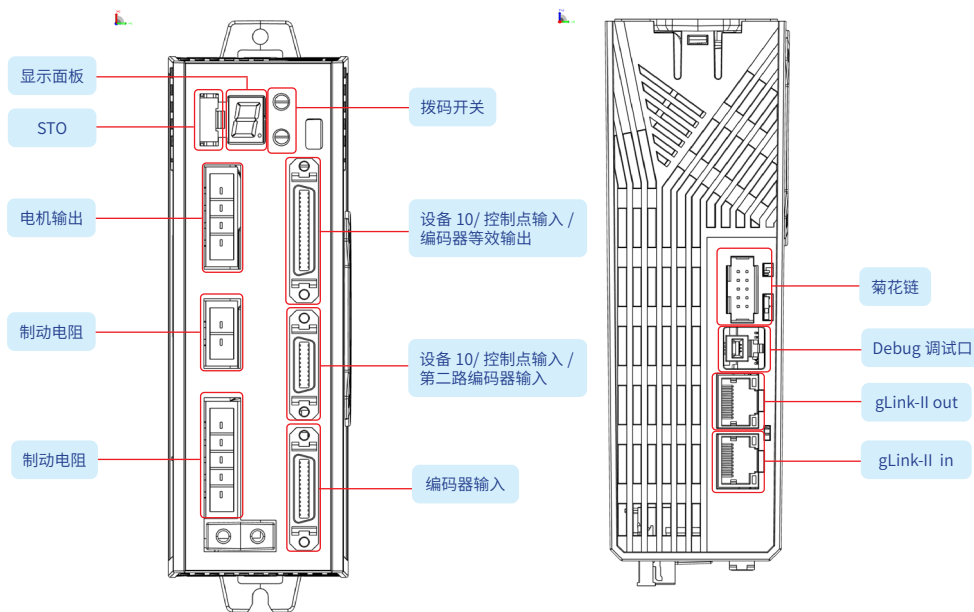 显示面板
STO
电机输出
制动电阻
制动电阻
拨码开关
设备 10/ 控制点输入 /
编码器等效输出
设备 10/ 控制点输入 /
第二路编码器输入
编码器输入
菊花链
Debug 调试口
gLink-II out
gLink-II in